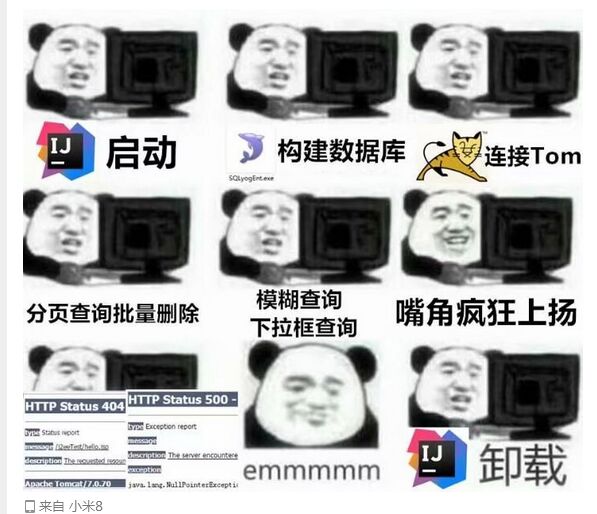 IJ
启动
SQLyogEnt.exe
构建数据库
TM
连接Tom
分页查询批量删除
模糊查询
下拉框查询
嘴角疯狂上扬
HTTP Status 404
type Status report
message /J2eeTest/hello.jsp
description The requested resour
Apache Tomcat/7.0.70
HTTP Status 500 -
type Exception report
message
description The server encountere
exception
java.lang.NullPointerExcepti
emmmmm
IJ
卸载
来自 小米8